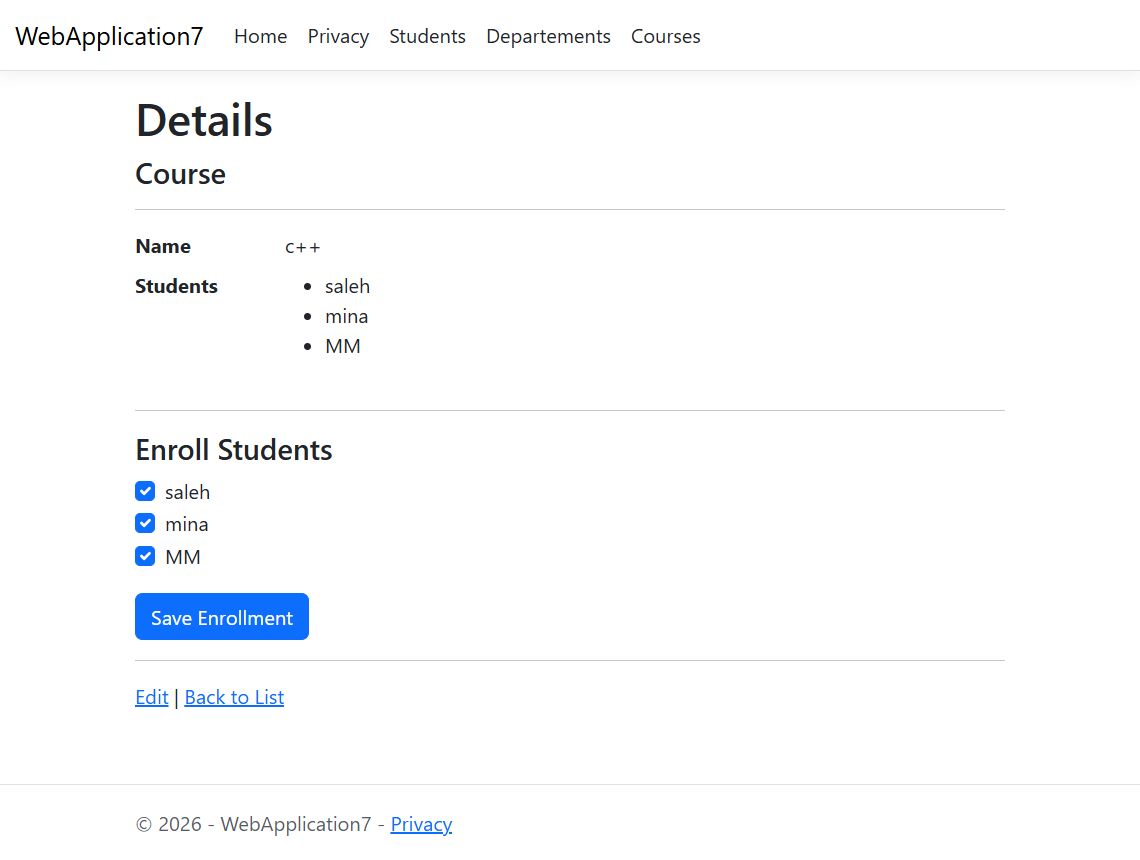 WebApplication7 Home Privacy Students Departements Courses
Details
Course
Name c++
Students
saleh
mina
MM
Enroll Students
saleh
mina
MM
Save Enrollment
Edit | Back to List
© 2026 - WebApplication7 - Privacy